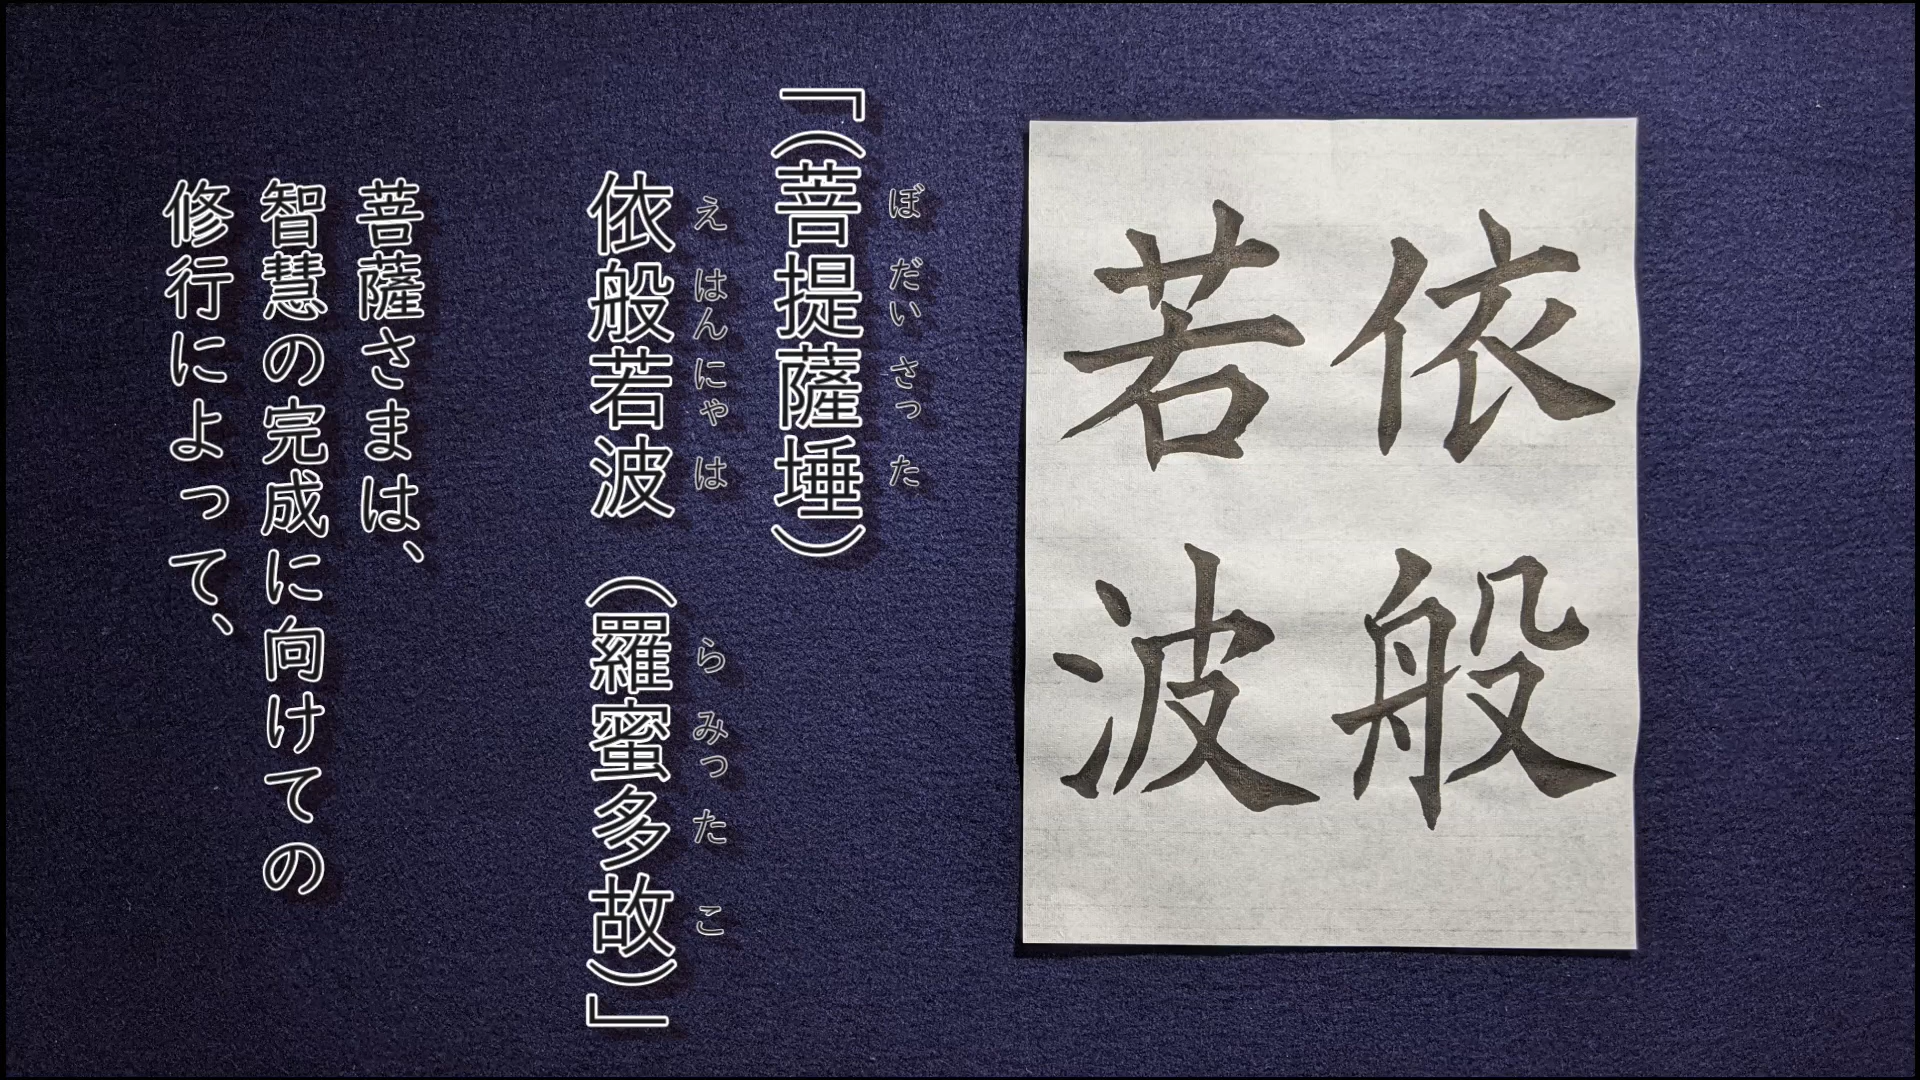 依般
若波
ぼだいさった
「(菩提薩埵)
えはんにゃは らみったこ
依般若波 (羅蜜多故)」
菩薩さまは、
智慧の完成に向けての
修行によって、